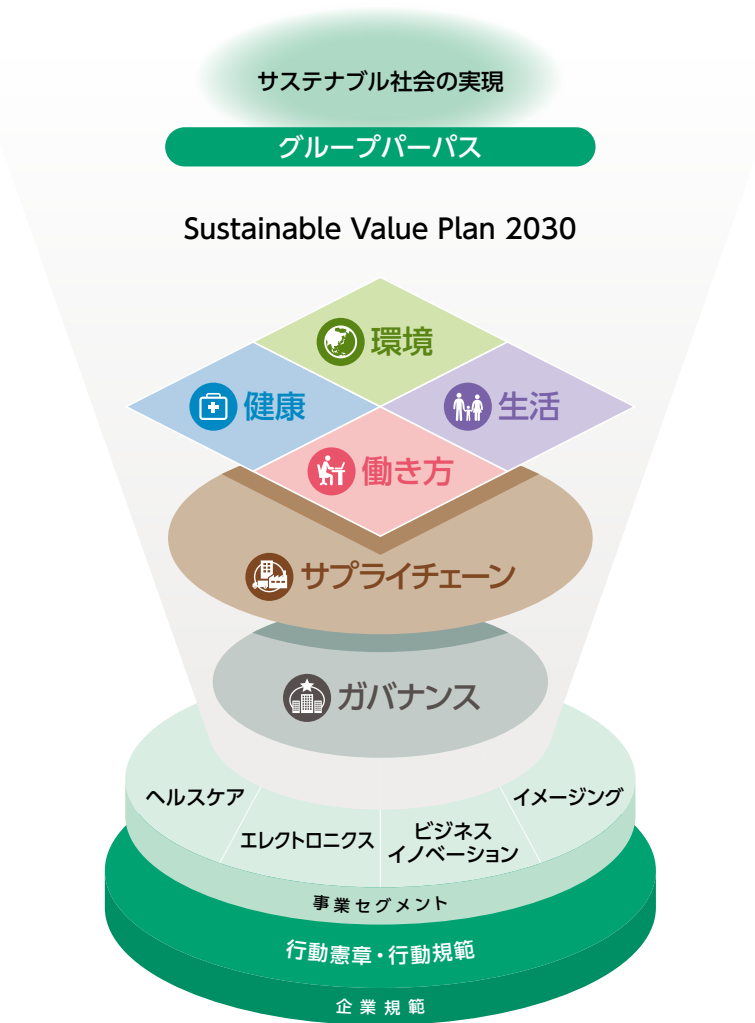 サステナブル社会の実現
グループパーパス
Sustainable Value Plan 2030
環境
健康
生活
働き方
サプライチェーン
ガバナンス
ヘルスケア
エレクトロニクス
ビジネス
イノベーション
イメージング
事業セグメント
行動憲章・行動規範
企業規範